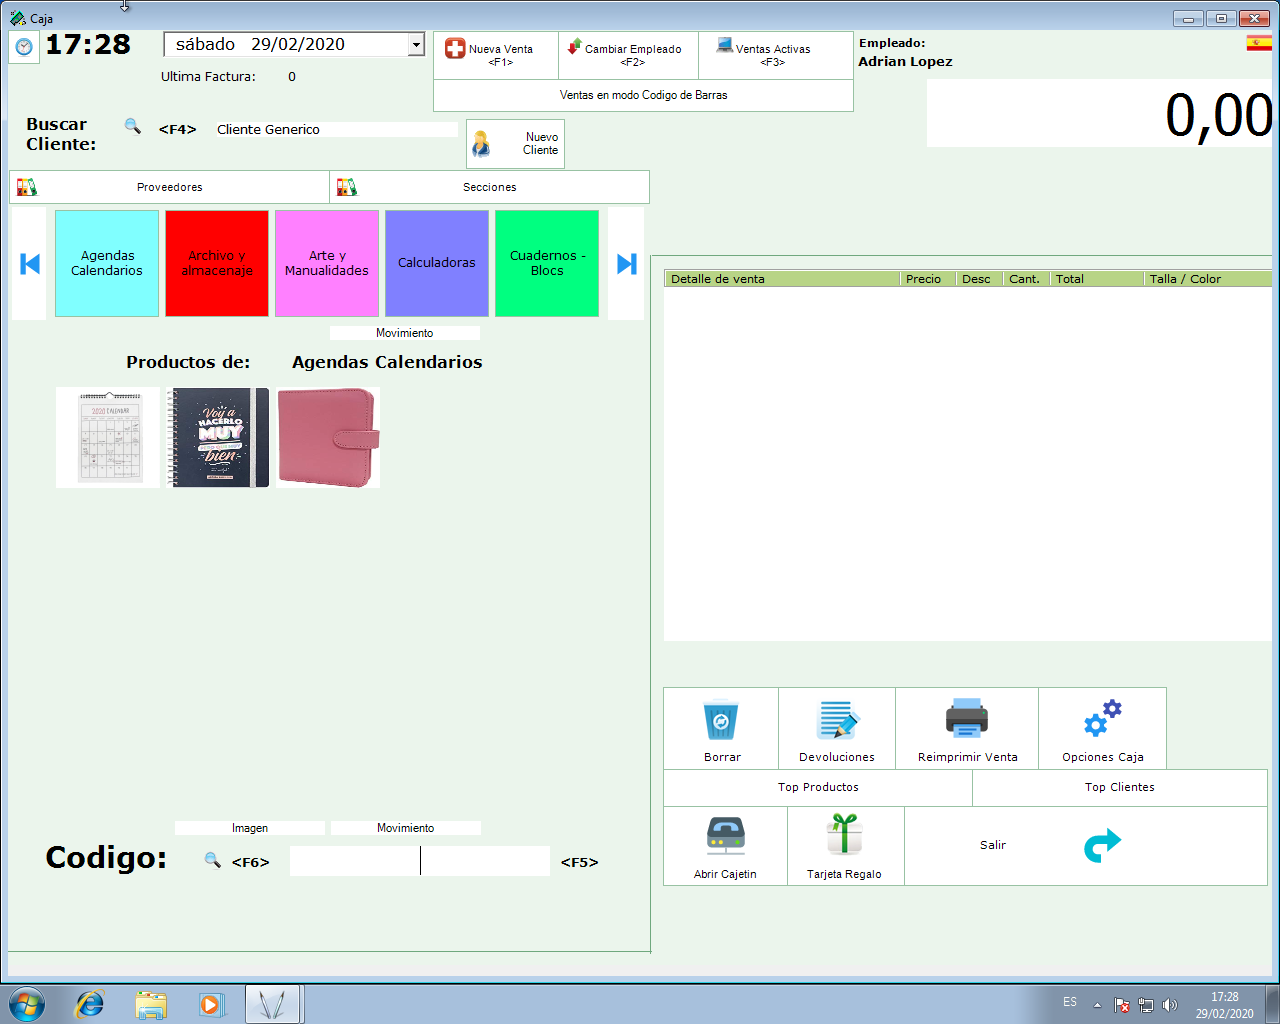 Caja
17:28
sábado 29/02/2020
Ultima Factura: 0
Nueva Venta
<F1>
Cambiar Empleado
<F2>
Ventas Activas
<F3>
Ventas en modo Codigo de Barras
Empleado:
Adrian Lopez
0,00
Buscar
Cliente:
<F4>
Cliente Generico
Nuevo
Cliente
Proveedores
Secciones
Agendas
Calendarios
Archivo y
almacenaje
Arte y
Manualidades
Calculadoras
Cuadernos -
Blocs
Movimiento
Productos de: Agendas Calendarios
2020 CALENDAR
Voy a
HACERLO
MUY
bien
Detalle de venta Precio Desc Cant. Total Talla / Color
Borrar
Devoluciones
Reimprimir Venta
Opciones Caja
Top Productos
Top Clientes
Abrir Cajetin
Tarjeta Regalo
Salir
Imagen
Movimiento
Codigo:
<F6>
<F5>
ES
17:28
29/02/2020